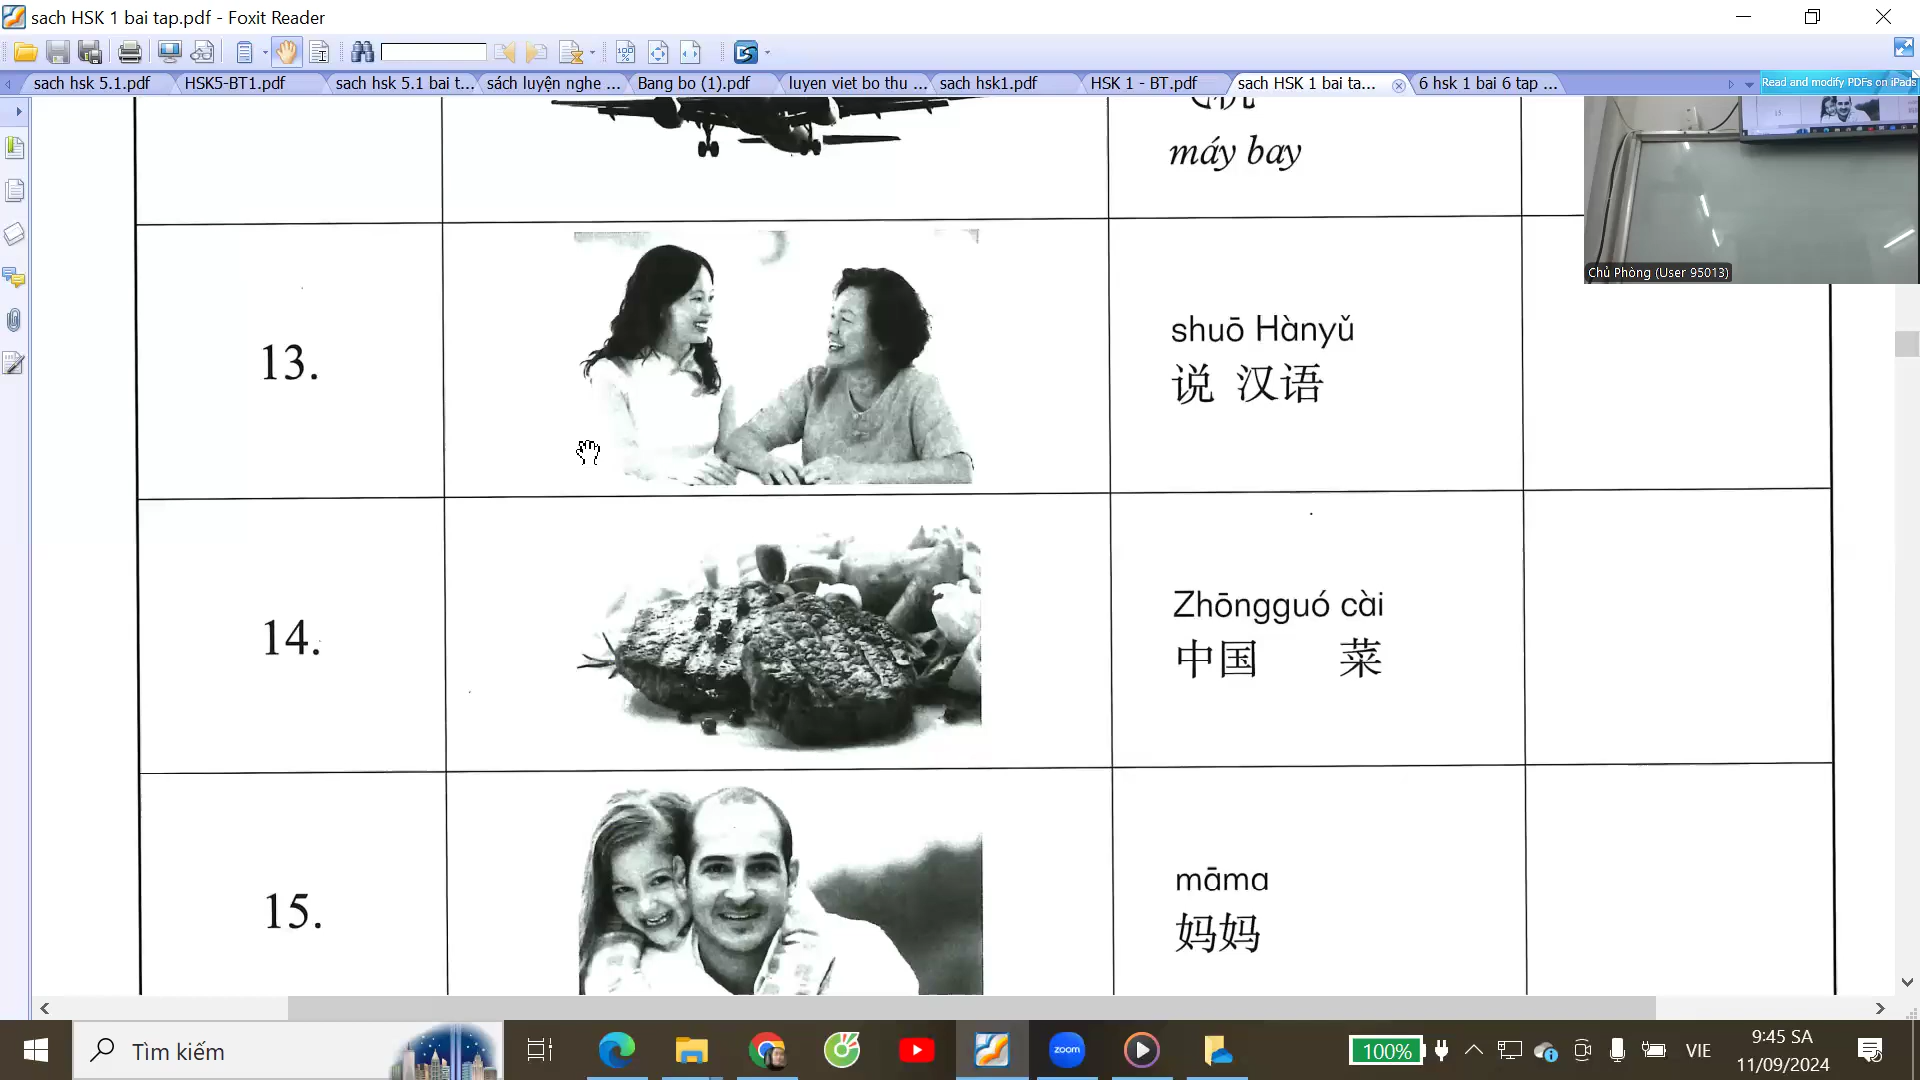 sach HSK 1 bai tap.pdf - Foxit Reader
sach hsk 5.1.pdf
HSK5-BT1.pdf
sach hsk 5.1 bai t...
sách luyện nghe ...
Bang bo (1).pdf
luyen viet bo thu ...
sach hsk1.pdf
HSK 1 - BT.pdf
sach HSK 1 bai ta...
6 hsk 1 bai 6 tap ...
Read and modify PDFs on iPads
máy bay
Chủ Phòng (User 95013)
13.
shuō Hànyǔ
说 汉语
14.
Zhōngguó cài
中国 菜
15.
māma
妈妈
Tìm kiếm
zoom
100%
VIE
9:45 SA
11/09/2024